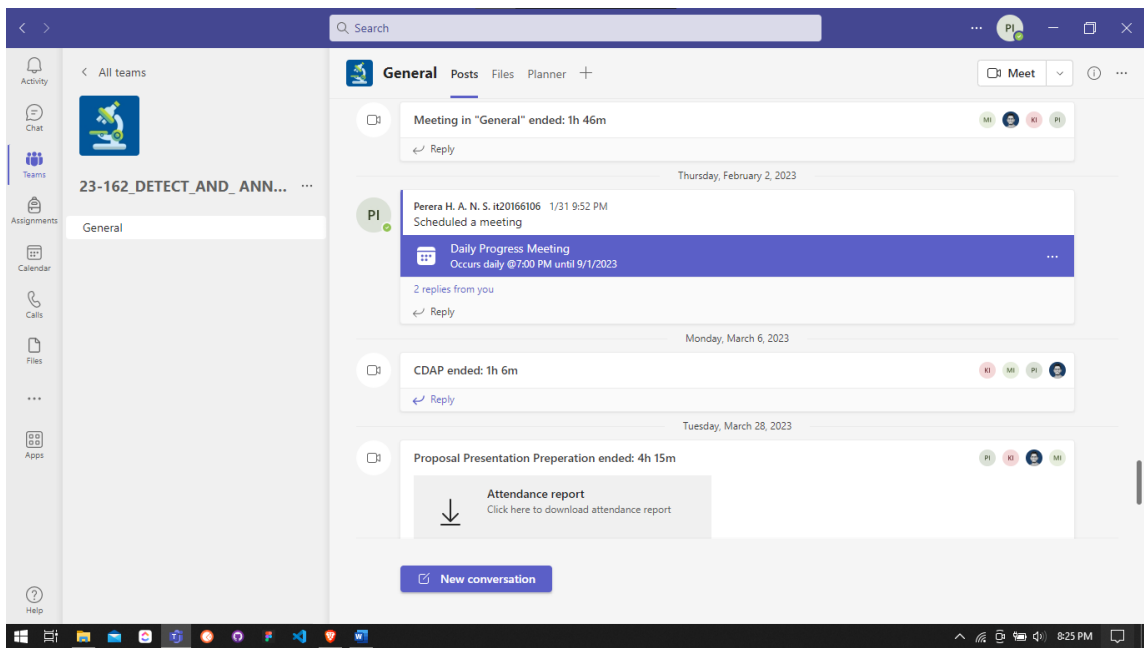 Search
PI
Activity
Chat
Teams
Assignments
Calendar
Calls
Files
Apps
Help
All teams
23-162_DETECT_AND_ ANN... ...
General
General Posts Files Planner
Meet
Meeting in "General" ended: 1h 46m
MI KI PI
Reply
Thursday, February 2, 2023
PI
Perera H. A. N. S. it20166106 1/31 9:52 PM
Scheduled a meeting
Daily Progress Meeting
Occurs daily @7:00 PM until 9/1/2023
2 replies from you
Reply
Monday, March 6, 2023
CDAP ended: 1h 6m
KI MI PI
Reply
Tuesday, March 28, 2023
Proposal Presentation Preperation ended: 4h 15m
PI KI MI
Attendance report
Click here to download attendance report
New conversation
8:25 PM